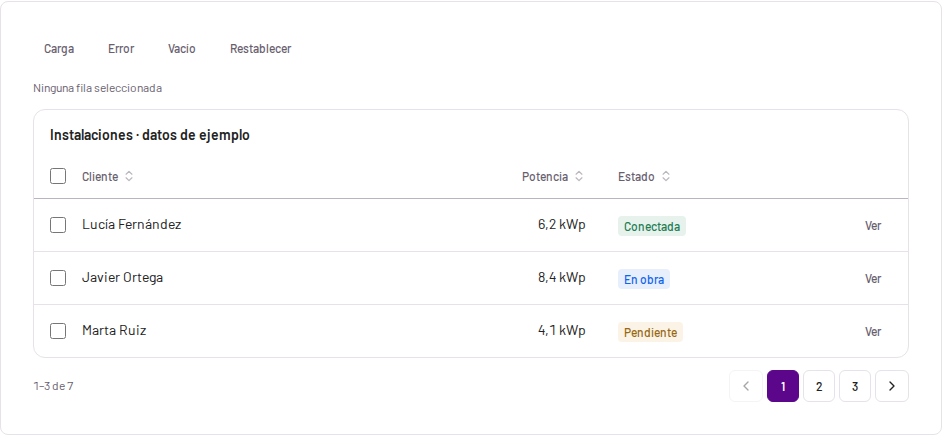 Carga Error Vacío Restablecer
Ninguna fila seleccionada
Instalaciones · datos de ejemplo
Cliente Potencia Estado
Lucía Fernández 6,2 kWp Conectada Ver
Javier Ortega 8,4 kWp En obra Ver
Marta Ruiz 4,1 kWp Pendiente Ver
1–3 de 7 1 2 3